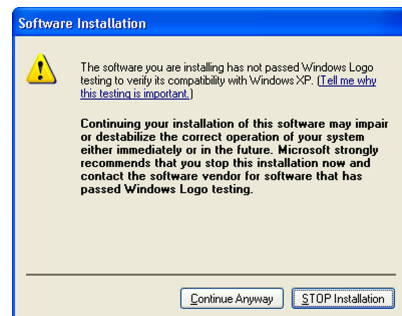 Software Installation
The software you are installing has not passed Windows Logo
testing to verify its compatibility with Windows XP. (Tell me why
this testing is important.)
Continuing your installation of this software may impair
or destabilize the correct operation of your system
either immediately or in the future. Microsoft strongly
recommends that you stop this installation now and
contact the software vendor for software that has
passed Windows Logo testing.
Continue Anyway
STOP Installation